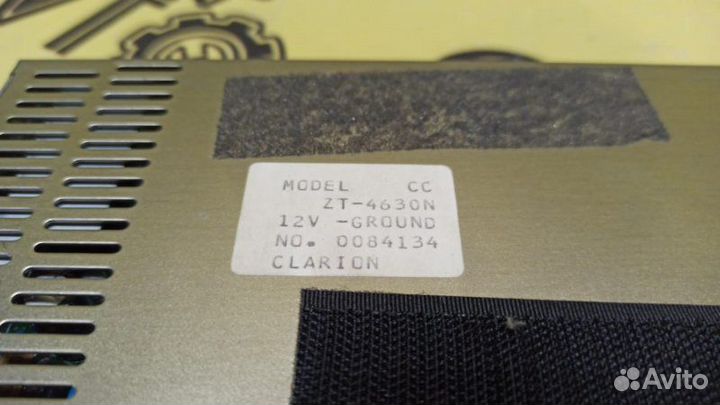 MODEL CC
ZT-4630N
12V -GROUND
NO. 0084134
CLARION
Avito